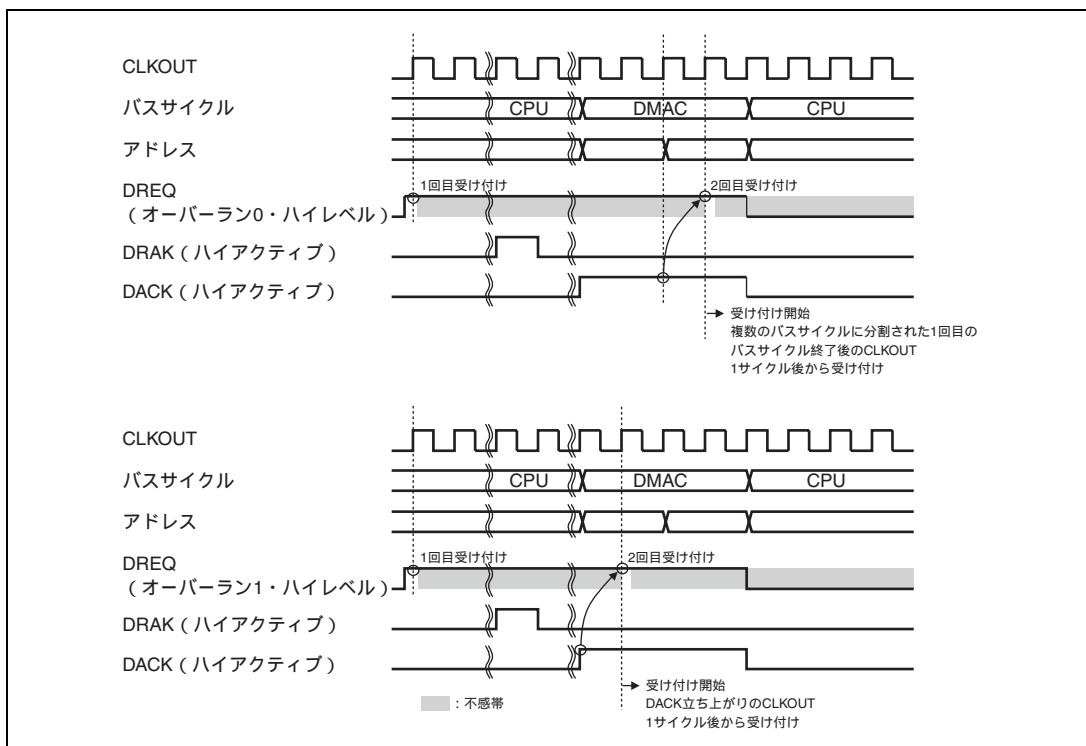 CLKOUT
バスサイクル
CPU
DMAC
CPU
アドレス
DREQ
1回目受け付け
2回目受け付け
（オーバーラン0・ハイレベル）
DRAK（ハイアクティブ）
DACK（ハイアクティブ）
受け付け開始
複数のバスサイクルに分割された1回目の
バスサイクル終了後のCLKOUT
1サイクル後から受け付け
CLKOUT
バスサイクル
CPU
DMAC
CPU
アドレス
DREQ
1回目受け付け
2回目受け付け
（オーバーラン1・ハイレベル）
DRAK（ハイアクティブ）
DACK（ハイアクティブ）
受け付け開始
：不感帯
DACK立ち上がりのCLKOUT
1サイクル後から受け付け